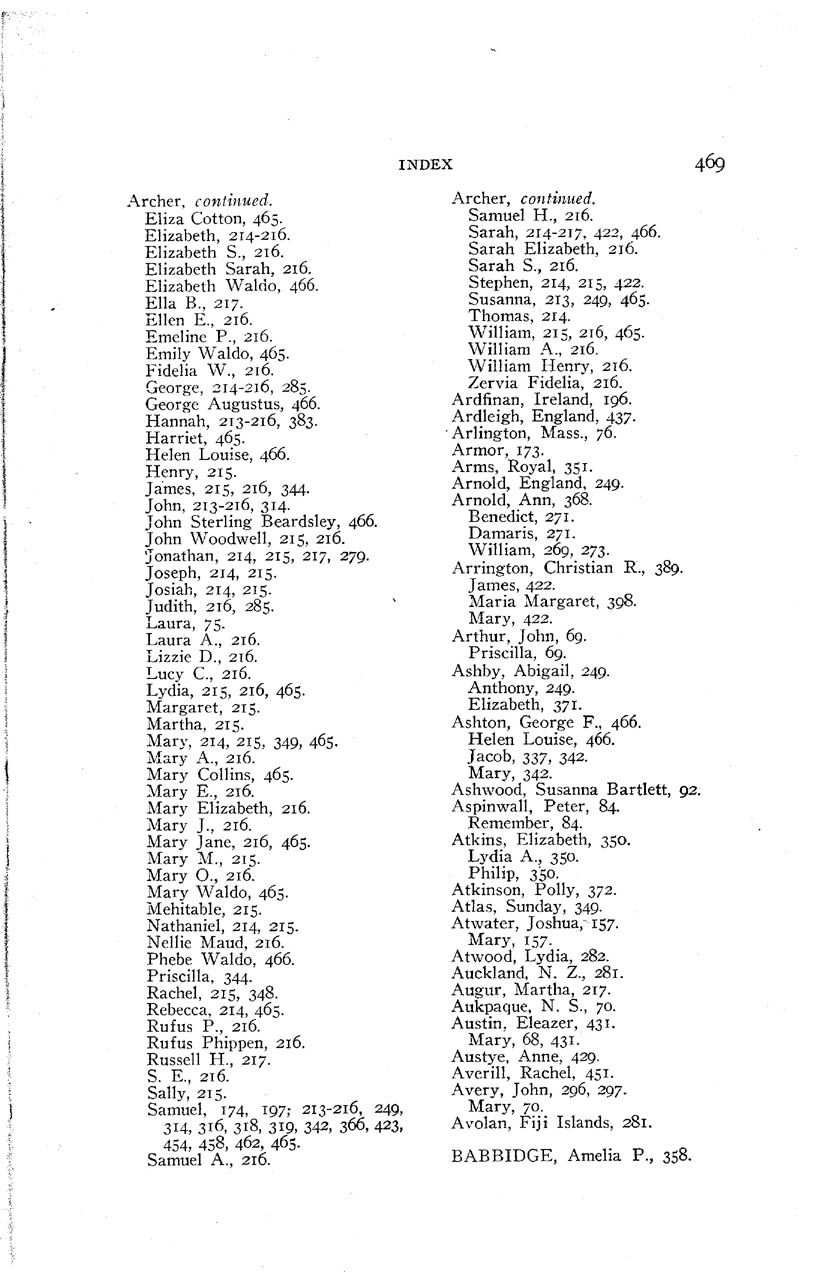 INDEX 469
Archer, continued.
Eliza Cotton, 465.
Elizabeth, 214-216.
Elizabeth S., 216.
Elizabeth Sarah, 216.
Elizabeth Waldo, 466.
Ella B., 217.
Ellen E., 216.
Emeline P., 216.
Emily Waldo, 465.
Fidelia W., 216.
George, 214-216, 285.
George Augustus, 466.
Hannah, 213-216, 383.
Harriet, 465.
Helen Louise, 466.
Henry, 215.
James, 215, 216, 344.
John, 213-216, 314.
John Sterling Beardsley, 466.
John Woodwell, 215, 216.
Jonathan, 214, 215, 217, 279.
Joseph, 214, 215.
Josiah, 214, 215.
Judith, 216, 285.
Laura, 75.
Laura A., 216.
Lizzie D., 216.
Lucy C., 216.
Lydia, 215, 216, 465.
Margaret, 215.
Martha, 215.
Mary, 214, 215, 349, 465.
Mary A., 216.
Mary Collins, 465.
Mary E., 216.
Mary Elizabeth, 216.
Mary J., 216.
Mary Jane, 216, 465.
Mary M., 215.
Mary O., 216.
Mary Waldo, 465.
Mehitable, 215.
Nathaniel, 214, 215.
Nellie Maud, 216.
Phebe Waldo, 466.
Priscilla, 344.
Rachel, 215, 348.
Rebecca, 214, 465.
Rufus P., 216.
Rufus Phippen, 216.
Russell H., 217.
S. E., 216.
Sally, 215.
Samuel, 174, 197; 213-216, 249,
314, 316, 318, 319, 342, 366, 423,
454, 458, 462, 465.
Samuel A., 216.
Archer, continued.
Samuel H., 216.
Sarah, 214-217, 422, 466.
Sarah Elizabeth, 216.
Sarah S., 216.
Stephen, 214, 215, 422.
Susanna, 213, 249, 465.
Thomas, 214.
William, 215, 216, 465.
William A., 216.
William Henry, 216.
Zervia Fidelia, 216.
Ardfinan, Ireland, 196.
Ardleigh, England, 437.
Arlington, Mass., 76.
Armor, 173.
Arms, Royal, 351.
Arnold, England, 249.
Arnold, Ann, 368.
Benedict, 271.
Damaris, 271.
William, 269, 273.
Arrington, Christian R., 389.
James, 422.
Maria Margaret, 398.
Mary, 422.
Arthur, John, 69.
Priscilla, 69.
Ashby, Abigail, 249.
Anthony, 249.
Elizabeth, 371.
Ashton, George F., 466.
Helen Louise, 466.
Jacob, 337, 342.
Mary, 342.
Ashwood, Susanna Bartlett, 92.
Aspinwall, Peter, 84.
Remember, 84.
Atkins, Elizabeth, 350.
Lydia A., 350.
Philip, 350.
Atkinson, Polly, 372.
Atlas, Sunday, 349.
Atwater, Joshua, 157.
Mary, 157.
Atwood, Lydia, 282.
Auckland, N. Z., 281.
Augur, Martha, 217.
Aukpaque, N. S., 70.
Austin, Eleazer, 431.
Mary, 68, 431.
Austye, Anne, 429.
Averill, Rachel, 451.
Avery, John, 296, 297.
Mary, 70.
Avolan, Fiji Islands, 281.
BABBIDGE, Amelia P., 358.